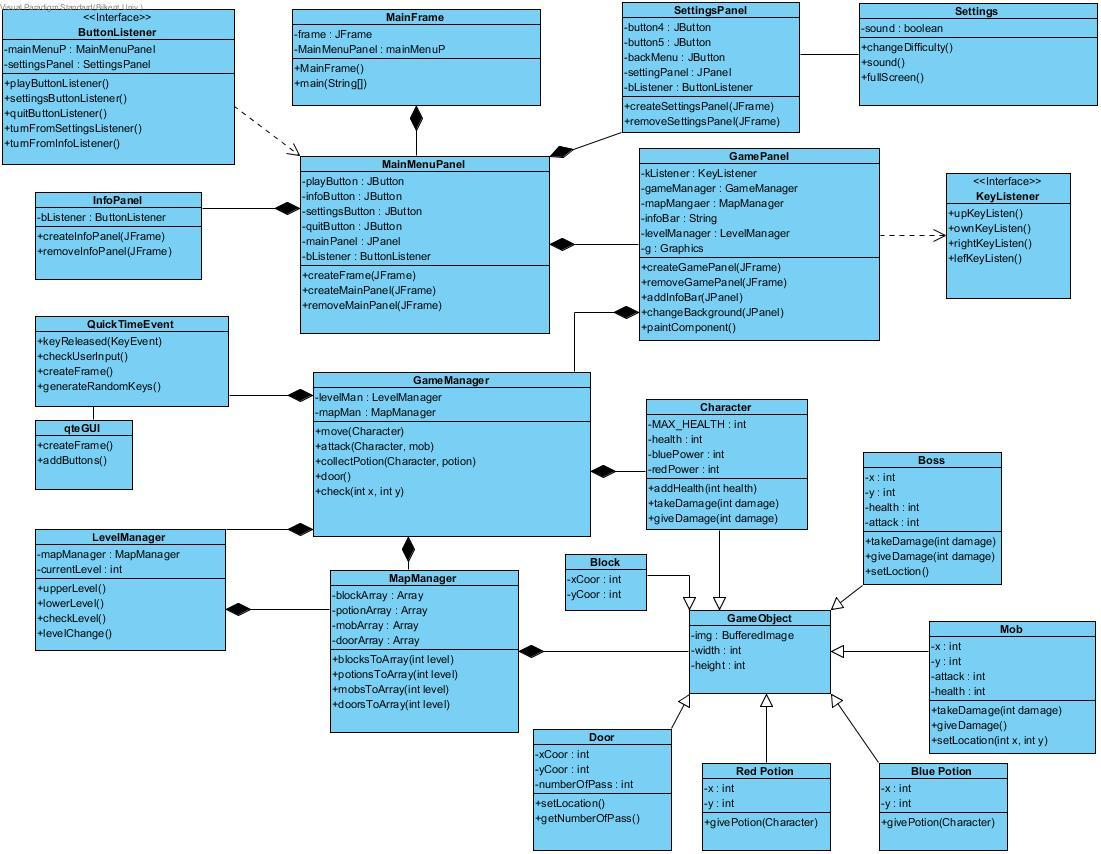 Visual Paradigm Standard(Bilkent Univ.)
<<Interface>>
ButtonListener
-mainMenuP : MainMenuPanel
-settingsPanel : SettingsPanel
+playButtonListener()
+settingsButtonListener()
+quitButtonListener()
+turnFromSettingsListener()
+turnFromInfoListener()
MainFrame
-frame : JFrame
-MainMenuPanel : mainMenuP
+MainFrame()
+main(String[])
SettingsPanel
-button4 : JButton
-button5 : JButton
-backMenu : JButton
-settingPanel : JPanel
-bListener : ButtonListener
+createSettingsPanel(JFrame)
+removeSettingsPanel(JFrame)
Settings
-sound : boolean
+changeDifficulty()
+sound()
+fullScreen()
InfoPanel
-bListener : ButtonListener
+createInfoPanel(JFrame)
+removeInfoPanel(JFrame)
MainMenuPanel
-playButton : JButton
-infoButton : JButton
-settingsButton : JButton
-quitButton : JButton
-mainPanel : JPanel
-bListener : ButtonListener
+createFrame(JFrame)
+createMainPanel(JFrame)
+removeMainPanel(JFrame)
GamePanel
-kListener : KeyListener
-gameManager : GameManager
-mapMangaer : MapManager
-infoBar : String
-levelManager : LevelManager
-g : Graphics
+createGamePanel(JFrame)
+removeGamePanel(JFrame)
+addInfoBar(JPanel)
+changeBackground(JPanel)
+paintComponent()
<<Interface>>
KeyListener
+upKeyListen()
+ownKeyListen()
+rightKeyListen()
+lefKeyListen()
QuickTimeEvent
+keyReleased(KeyEvent)
+checkUserInput()
+createFrame()
+generateRandomKeys()
qteGUI
+createFrame()
+addButtons()
GameManager
-levelMan : LevelManager
-mapMan : MapManager
+move(Character)
+attack(Character, mob)
+collectPotion(Character, potion)
+door()
+check(int x, int y)
Character
-MAX_HEALTH : int
-health : int
-bluePower : int
-redPower : int
+addHealth(int health)
+takeDamage(int damage)
+giveDamage(int damage)
Boss
-x : int
-y : int
-health : int
-attack : int
+takeDamage(int damage)
+giveDamage(int damage)
+setLoction()
LevelManager
-mapManager : MapManager
-currentLevel : int
+upperLevel()
+lowerLevel()
+checkLevel()
+levelChange()
MapManager
-blockArray : Array
-potionArray : Array
-mobArray : Array
-doorArray : Array
+blocksToArray(int level)
+potionsToArray(int level)
+mobsToArray(int level)
+doorsToArray(int level)
Block
-xCoor : int
-yCoor : int
GameObject
-img : BufferedImage
-width : int
-height : int
Mob
-x : int
-y : int
-attack : int
-health : int
+takeDamage(int damage)
+giveDamage()
+setLocation(int x, int y)
Door
-xCoor : int
-yCoor : int
-numberOfPass : int
+setLocation()
+getNumberOfPass()
Red Potion
-x : int
-y : int
+givePotion(Character)
Blue Potion
-x : int
-y : int
+givePotion(Character)